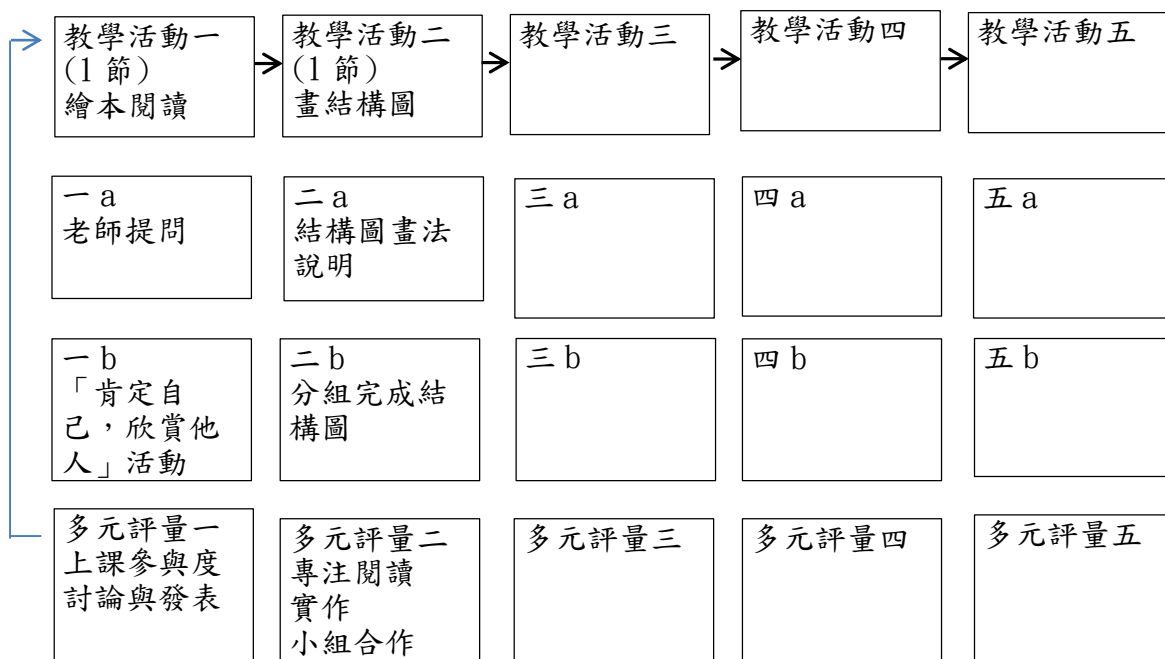 教學活動一
(1 節)
繪本閱讀
教學活動二
(1 節)
畫結構圖
教學活動三
教學活動四
教學活動五
一 a
老師提問
二 a
結構圖畫法
說明
三 a
四 a
五 a
一 b
「肯定自
己，欣賞他
人」活動
二 b
分組完成結
構圖
三 b
四 b
五 b
多元評量一
上課參與度
討論與發表
多元評量二
專注閱讀
實作
小組合作
多元評量三
多元評量四
多元評量五